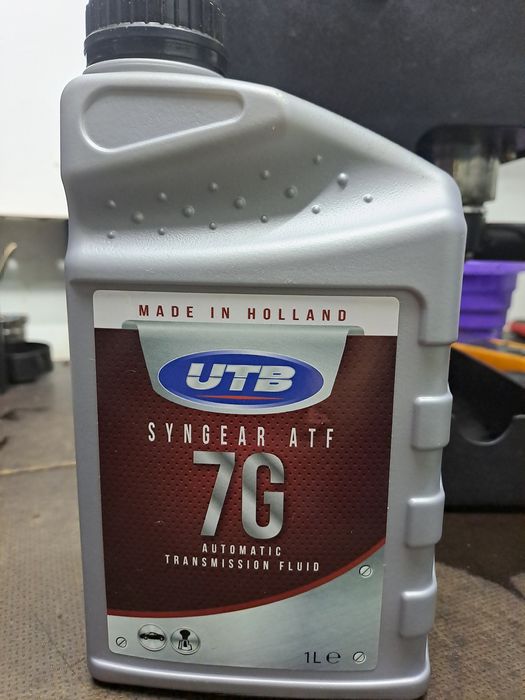 MADE IN HOLLAND
UTB
SYNGEAR ATF
7G
AUTOMATIC
TRANSMISSION FLUID
1L e